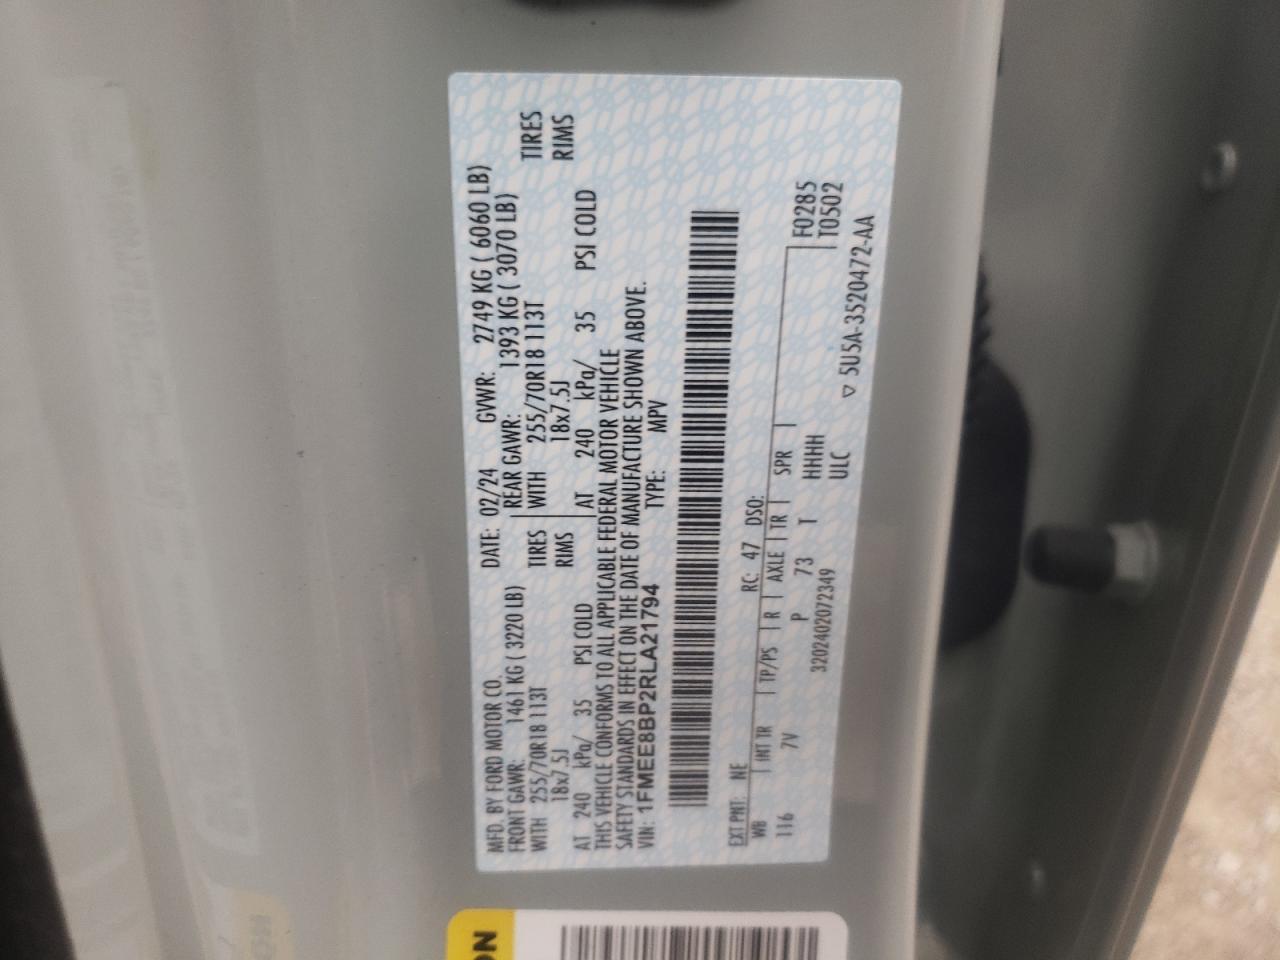 MFD. BY FORD MOTOR CO. DATE: 02/24 GVWR: 2749 KG ( 6060 LB)
FRONT GAWR: 1461 KG ( 3220 LB) REAR GAWR: 1393 KG ( 3070 LB)
WITH 255/70R18 113T TIRES WITH 255/70R18 113T TIRES
18x7.5J RIMS 18x7.5J RIMS
AT 240 kPa/ 35 PSI COLD AT 240 kPa/ 35 PSI COLD
THIS VEHICLE CONFORMS TO ALL APPLICABLE FEDERAL MOTOR VEHICLE
SAFETY STANDARDS IN EFFECT ON THE DATE OF MANUFACTURE SHOWN ABOVE.
VIN: 1FMEE8BP2RLA21794 TYPE: MPV
EXT PNT: NE RC: 47 DSO:
WB INT TR TP/PS R AXLE TR SPR F0285
116 7V P 73 T HHHH T0502
3202402072349 ULC
▽ 5U5A-3520472-AA
ON